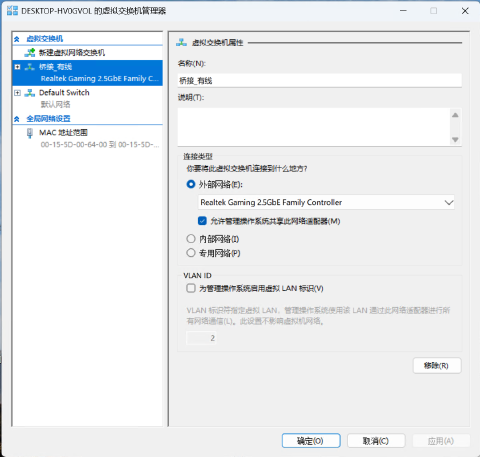 DESKTOP-HV0GVOL 的虚拟交换机管理器
虚拟交换机
新建虚拟网络交换机
桥接_有线
Realtek Gaming 2.5GbE Family C...
Default Switch
默认网络
全局网络设置
MAC 地址范围
00-15-5D-00-64-00 到 00-15-5D-...
虚拟交换机属性
名称(N):
桥接_有线
说明(T):
连接类型
你要将此虚拟交换机连接到什么地方?
外部网络(E):
Realtek Gaming 2.5GbE Family Controller
允许管理操作系统共享此网络适配器(M)
内部网络(I)
专用网络(P)
VLAN ID
为管理操作系统启用虚拟 LAN 标识(V)
VLAN 标识符指定虚拟 LAN，管理操作系统使用该 LAN 通过此网络适配器进行所
有网络通信(L)。此设置不影响虚拟机网络。
2
移除(R)
确定(O)
取消(C)
应用(A)